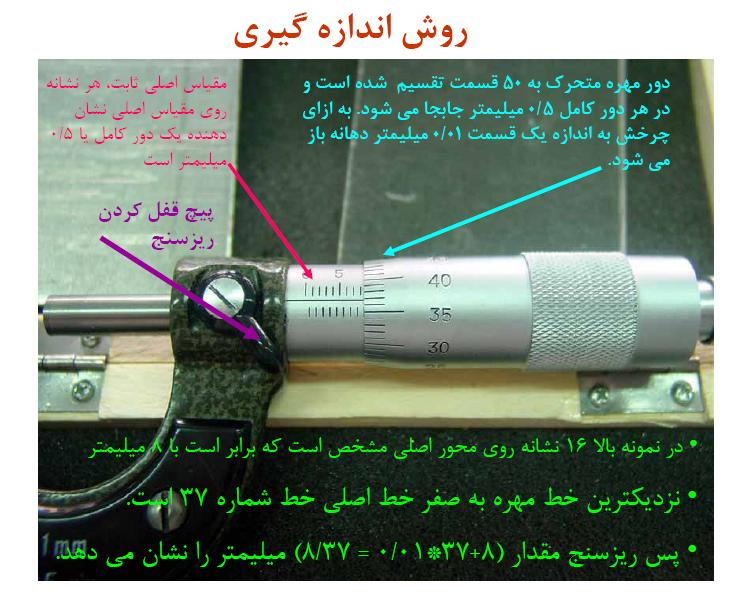 روش اندازه گیری
دور مهره متحرک به ۵۰ قسمت تقسیم شده است و
در هر دور کامل ۰/۵ میلیمتر جابجا می شود. به ازای
چرخش به اندازه یک قسمت ۰/۰۱ میلیمتر دهانه باز
می شود.
مقیاس اصلی ثابت، هر نشانه
روی مقیاس اصلی نشان
دهنده یک دور کامل یا ۰/۵
میلیمتر است
پیچ قفل کردن
ریزسنج
0 5
40
35
30
• در نمونه بالا ۱۶ نشانه روی محور اصلی مشخص است که برابر است با ۸ میلیمتر
• نزدیکترین خط مهره به صفر خط اصلی خط شماره ۳۷ است.
• پس ریزسنج مقدار (۸+۳۷*۰/۰۱ = ۸/۳۷) میلیمتر را نشان می دهد.
1 mm